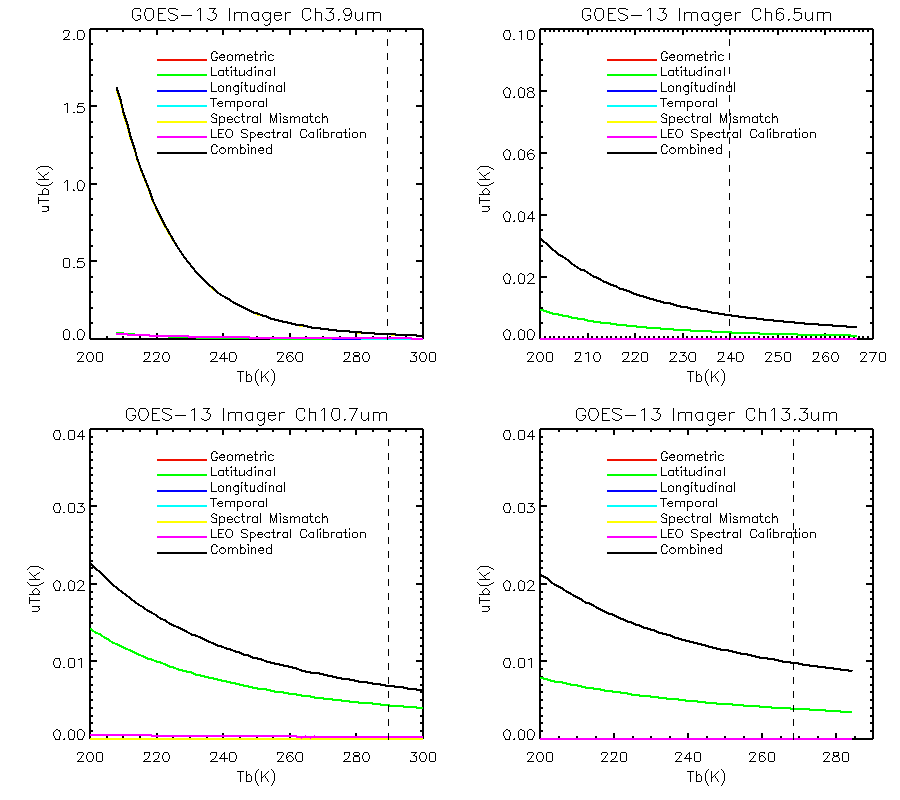 GOES-13 Imager Ch3.9um
2.0
1.5
1.0
0.5
0.0
uTb(K)
Geometric
Latitudinal
Longitudinal
Temporal
Spectral Mismatch
LEO Spectral Calibration
Combined
200 220 240 260 280 300
Tb(K)
GOES-13 Imager Ch6.5um
0.10
0.08
0.06
0.04
0.02
0.00
uTb(K)
Geometric
Latitudinal
Longitudinal
Temporal
Spectral Mismatch
LEO Spectral Calibration
Combined
200 210 220 230 240 250 260 270
Tb(K)
GOES-13 Imager Ch10.7um
0.04
0.03
0.02
0.01
0.00
uTb(K)
Geometric
Latitudinal
Longitudinal
Temporal
Spectral Mismatch
LEO Spectral Calibration
Combined
200 220 240 260 280 300
Tb(K)
GOES-13 Imager Ch13.3um
0.04
0.03
0.02
0.01
0.00
uTb(K)
Geometric
Latitudinal
Longitudinal
Temporal
Spectral Mismatch
LEO Spectral Calibration
Combined
200 220 240 260 280
Tb(K)